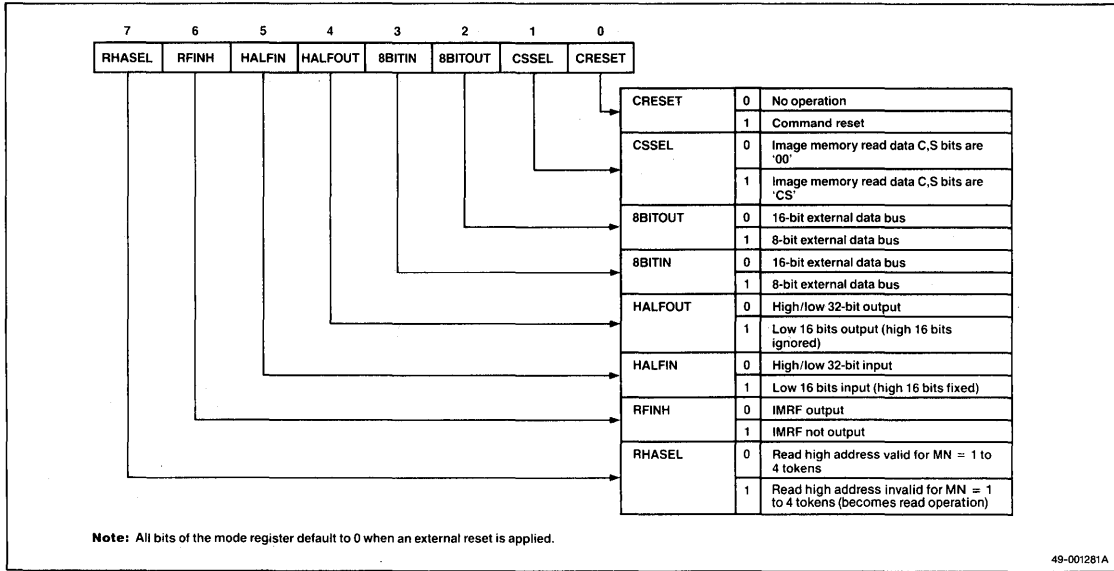 7 6 5 4 3 2 1 0
RHASEL RFINH HALFIN HALFOUT 8BITIN 8BITOUT CSSEL CRESET
CRESET 0 No operation
1 Command reset
CSSEL 0 Image memory read data C,S bits are
'00'
1 Image memory read data C,S bits are
'CS'
8BITOUT 0 16-bit external data bus
1 8-bit external data bus
8BITIN 0 16-bit external data bus
1 8-bit external data bus
HALFOUT 0 High/low 32-bit output
1 Low 16 bits output (high 16 bits
ignored)
HALFIN 0 High/low 32-bit input
1 Low 16 bits input (high 16 bits fixed)
RFINH 0 IMRF output
1 IMRF not output
RHASEL 0 Read high address valid for MN = 1 to
4 tokens
1 Read high address invalid for MN = 1
to 4 tokens (becomes read operation)
Note: All bits of the mode register default to 0 when an external reset is applied.
49-001281A